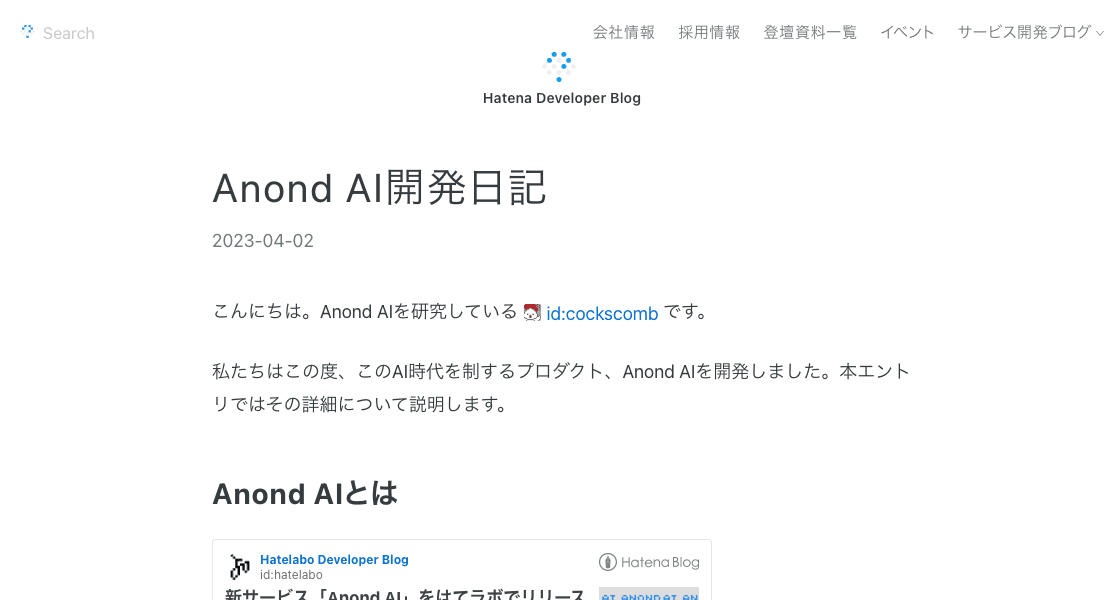 Search
会社情報 採用情報 登壇資料一覧 イベント サービス開発ブログ
Hatena Developer Blog
Anond AI開発日記
2023-04-02
こんにちは。Anond AIを研究している id:cockscomb です。
私たちはこの度、このAI時代を制するプロダクト、Anond AIを開発しました。本エント
リではその詳細について説明します。
Anond AIとは
Hatelabo Developer Blog
id:hatelabo
Hatena Blog
新サービス「Anond AI」をはてラボでリリース
AI ANOND AI AN